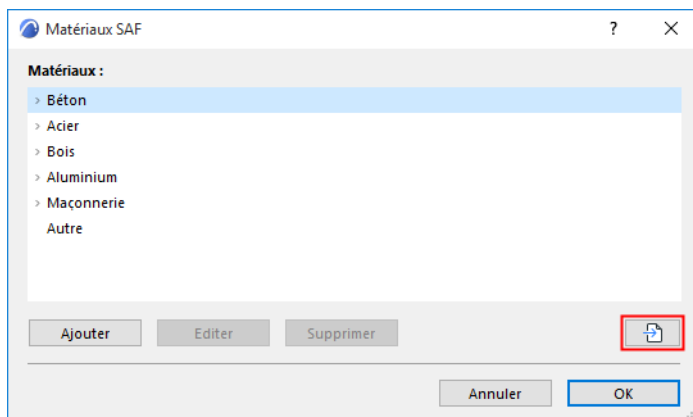 Matériaux SAF
Matériaux :
Béton
Acier
Bois
Aluminium
Maçonnerie
Autre
Ajouter Editer Supprimer
Annuler OK